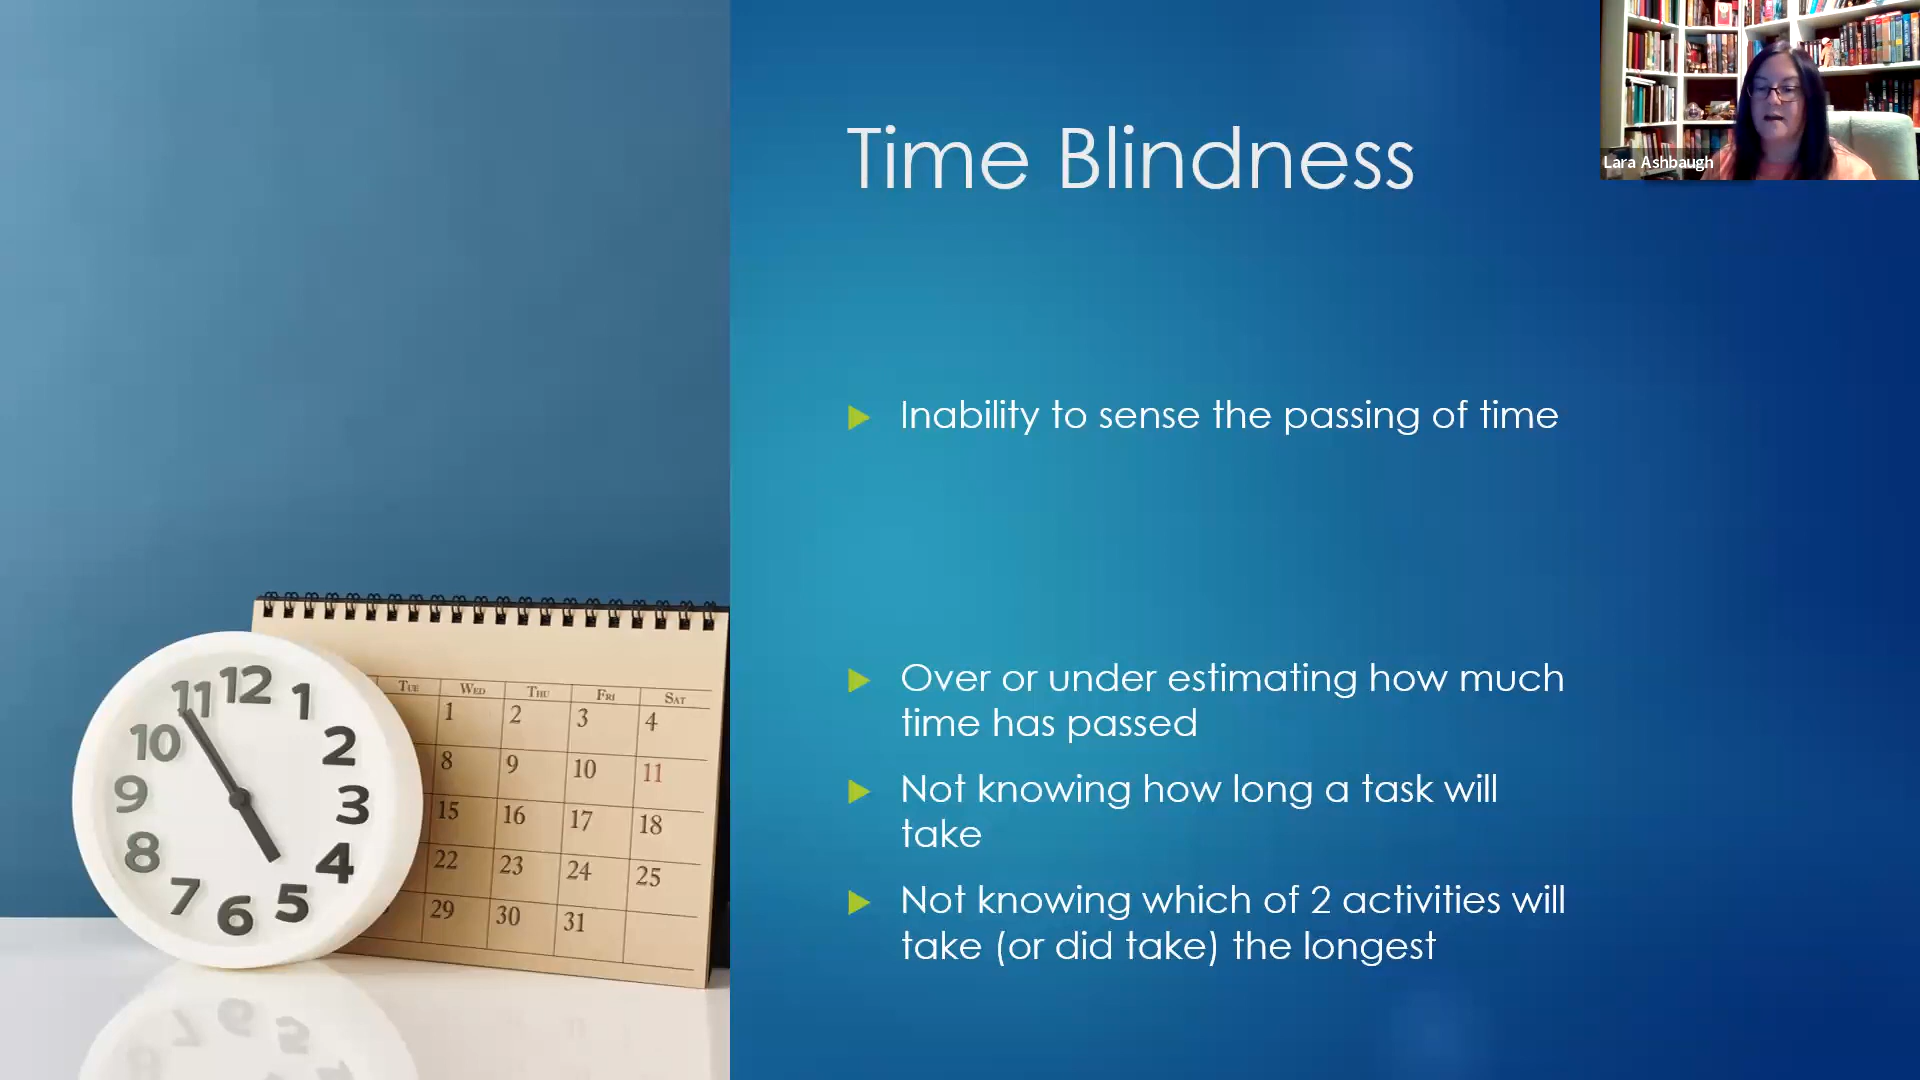 Time Blindness
Lara Ashbaugh
Inability to sense the passing of time
Over or under estimating how much
time has passed
Not knowing how long a task will
take
Not knowing which of 2 activities will
take (or did take) the longest
12
11
1
10
2
9
3
8
4
7
6
5
Tue Wed Thu Fri Sat
1 2 3 4
8 9 10 11
15 16 17 18
22 23 24 25
29 30 31